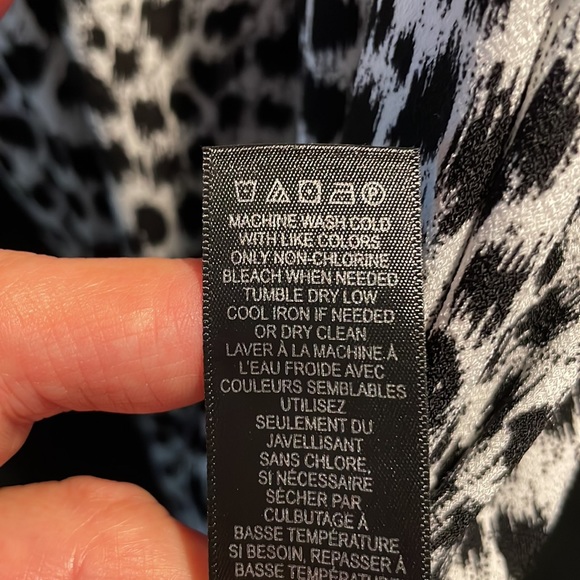 MACHINE WASH COLD
WITH LIKE COLORS
ONLY NON-CHLORINE
BLEACH WHEN NEEDED
TUMBLE DRY LOW
COOL IRON IF NEEDED
OR DRY CLEAN
LAVER À LA MACHINE À
L'EAU FROIDE AVEC
COULEURS SEMBLABLES
UTILISEZ
SEULEMENT DU
JAVELLISANT
SANS CHLORE,
SI NÉCESSAIRE
SÉCHER PAR
CULBUTAGE À
BASSE TEMPÉRATURE
SI BESOIN, REPASSER À
BASSE TEMPÉRATURE